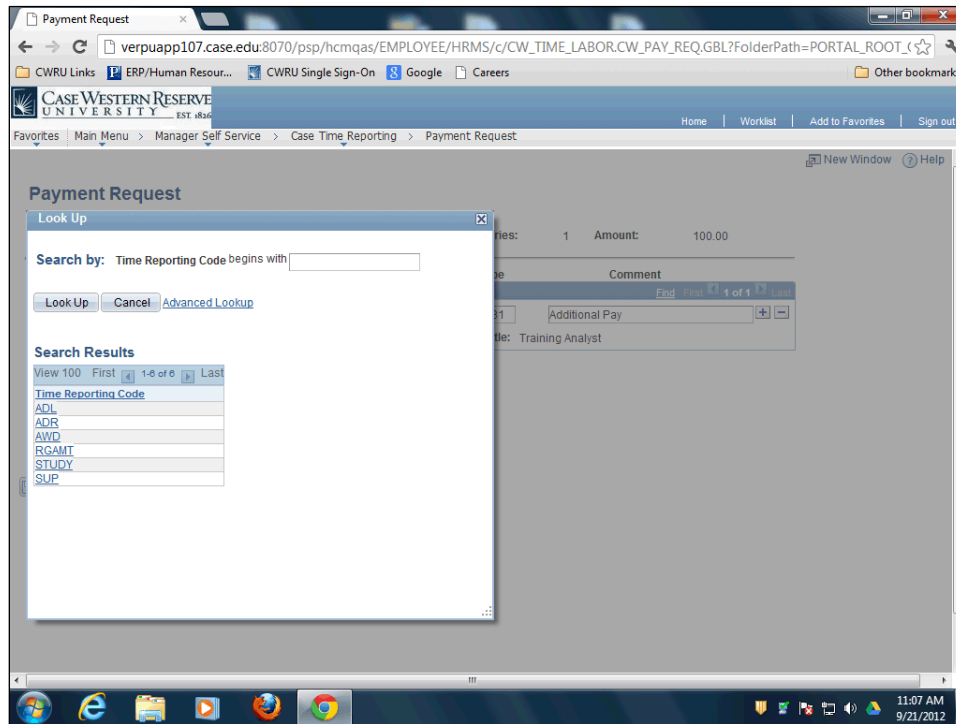 Payment Request
verpuapp107.case.edu:8070/psp/hcmqas/EMPLOYEE/HRMS/c/CW_TIME_LABOR.CW_PAY_REQ.GBL?FolderPath=PORTAL_ROOT_
CWRU Links ERP/Human Resour... CWRU Single Sign-On Google Careers Other bookmark
CASE WESTERN RESERVE
UNIVERSITY EST. 1826
Home | Worklist | Add to Favorites | Sign out
Favorites Main Menu > Manager Self Service > Case Time Reporting > Payment Request
New Window Help
Payment Request
Look Up
ries: 1 Amount: 100.00
Search by: Time Reporting Code begins with
Comment
Find First 1 of 1 Last
Look Up Cancel Advanced Lookup
Additional Pay
tle: Training Analyst
Search Results
View 100 First 1-6 of 6 Last
Time Reporting Code
ADL
ADR
AWD
RGAMT
STUDY
SUP
11:07 AM
9/21/2012